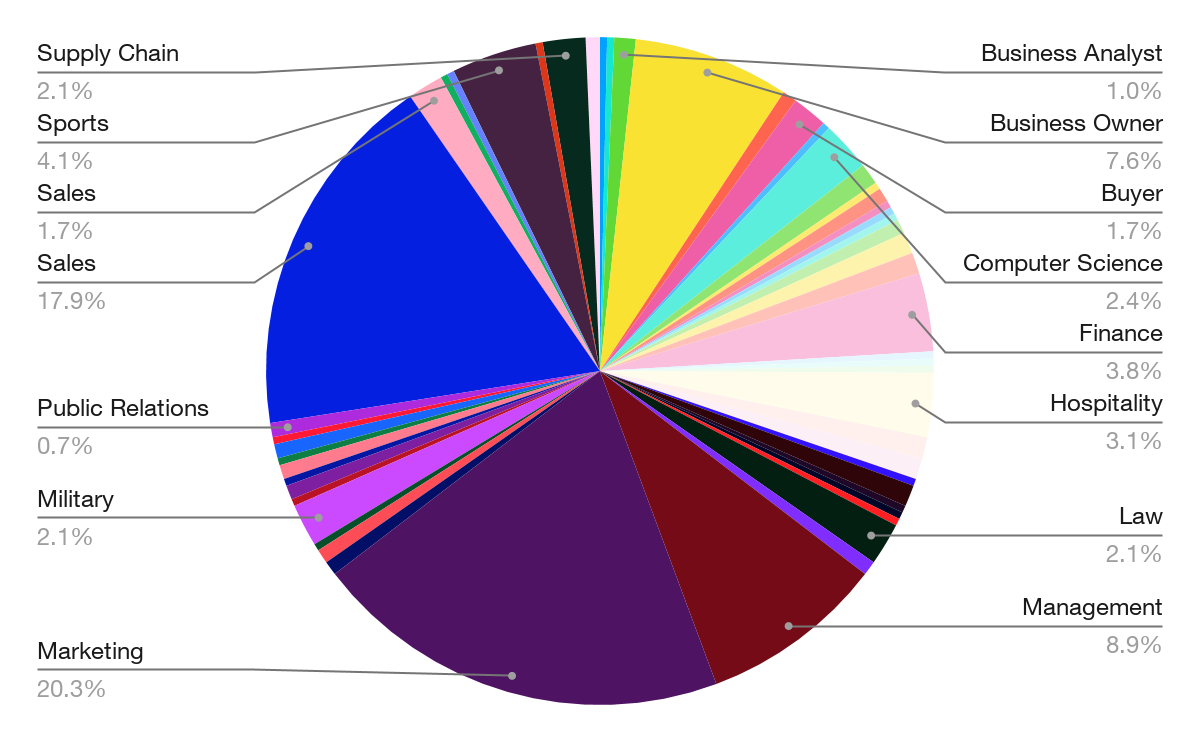 Supply Chain
2.1%
Sports
4.1%
Sales
1.7%
Sales
17.9%
Public Relations
0.7%
Military
2.1%
Marketing
20.3%
Business Analyst
1.0%
Business Owner
7.6%
Buyer
1.7%
Computer Science
2.4%
Finance
3.8%
Hospitality
3.1%
Law
2.1%
Management
8.9%